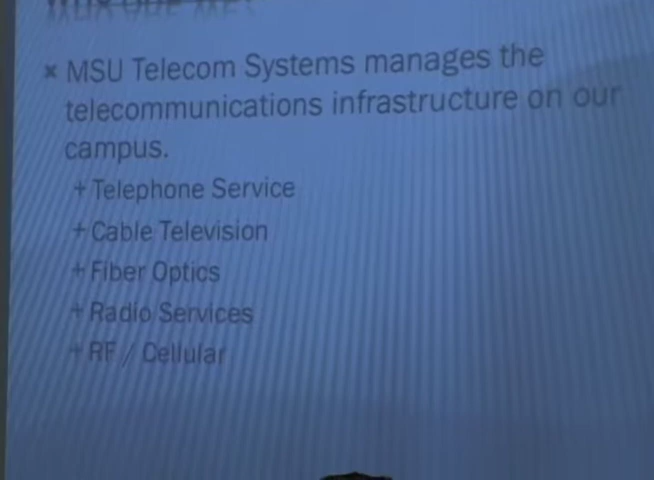 × MSU Telecom Systems manages the
telecommunications infrastructure on our
campus.
+ Telephone Service
+ Cable Television
+ Fiber Optics
+ Radio Services
+ RF / Cellular